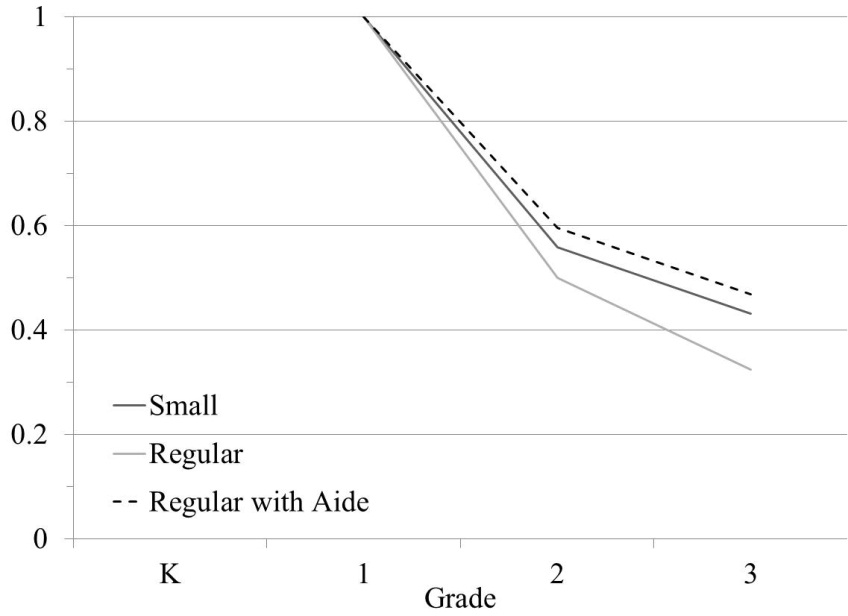 1
0.8
0.6
0.4
Small
0.2
Regular
Regular with Aide
0
K 1 2 3
Grade